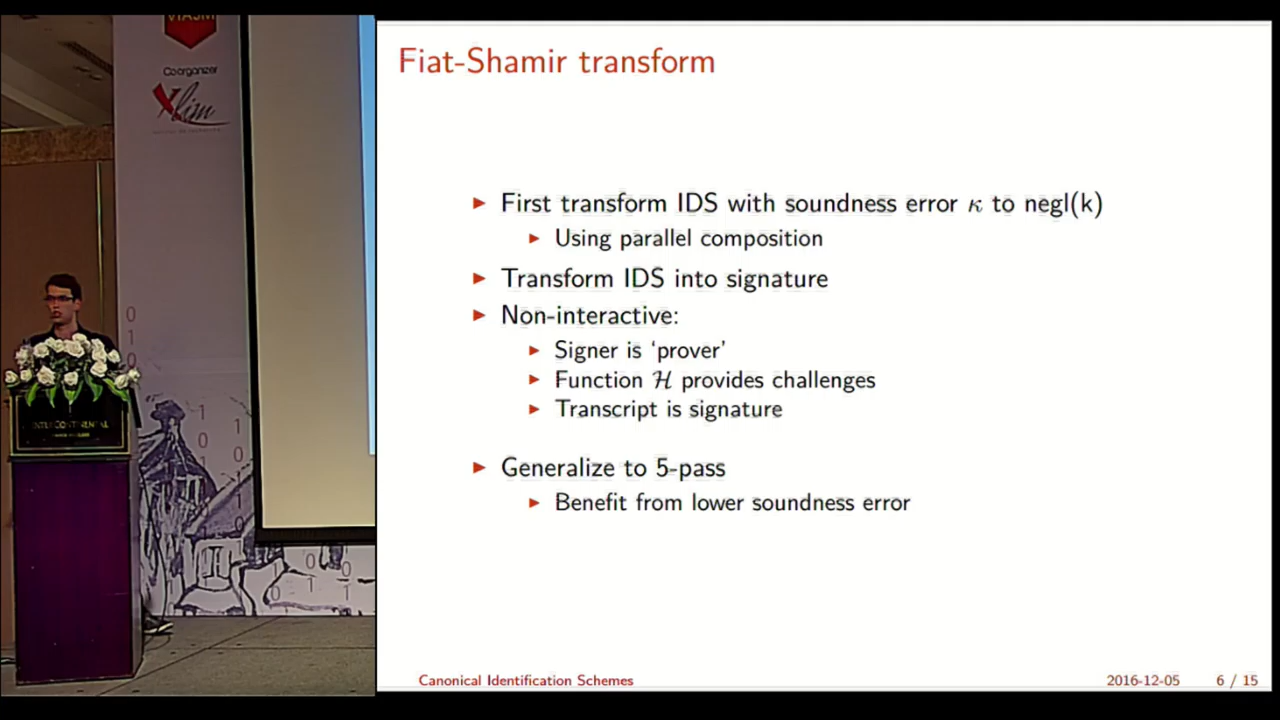 VIASM
Coorganizer
Xlim
Fiat-Shamir transform
▶ First transform IDS with soundness error κ to negl(k)
▶ Using parallel composition
▶ Transform IDS into signature
▶ Non-interactive:
▶ Signer is ‘prover’
▶ Function ℋ provides challenges
▶ Transcript is signature
▶ Generalize to 5-pass
▶ Benefit from lower soundness error
Canonical Identification Schemes 2016-12-05 6 / 15